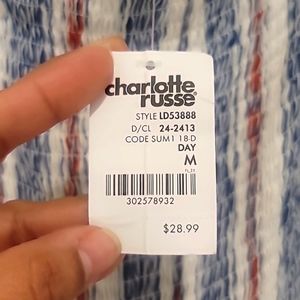 charlotte
russe
STYLE LD53888
D/CL 24-2413
CODE SUM1 18-D
DAY
M
302578932
$28.99